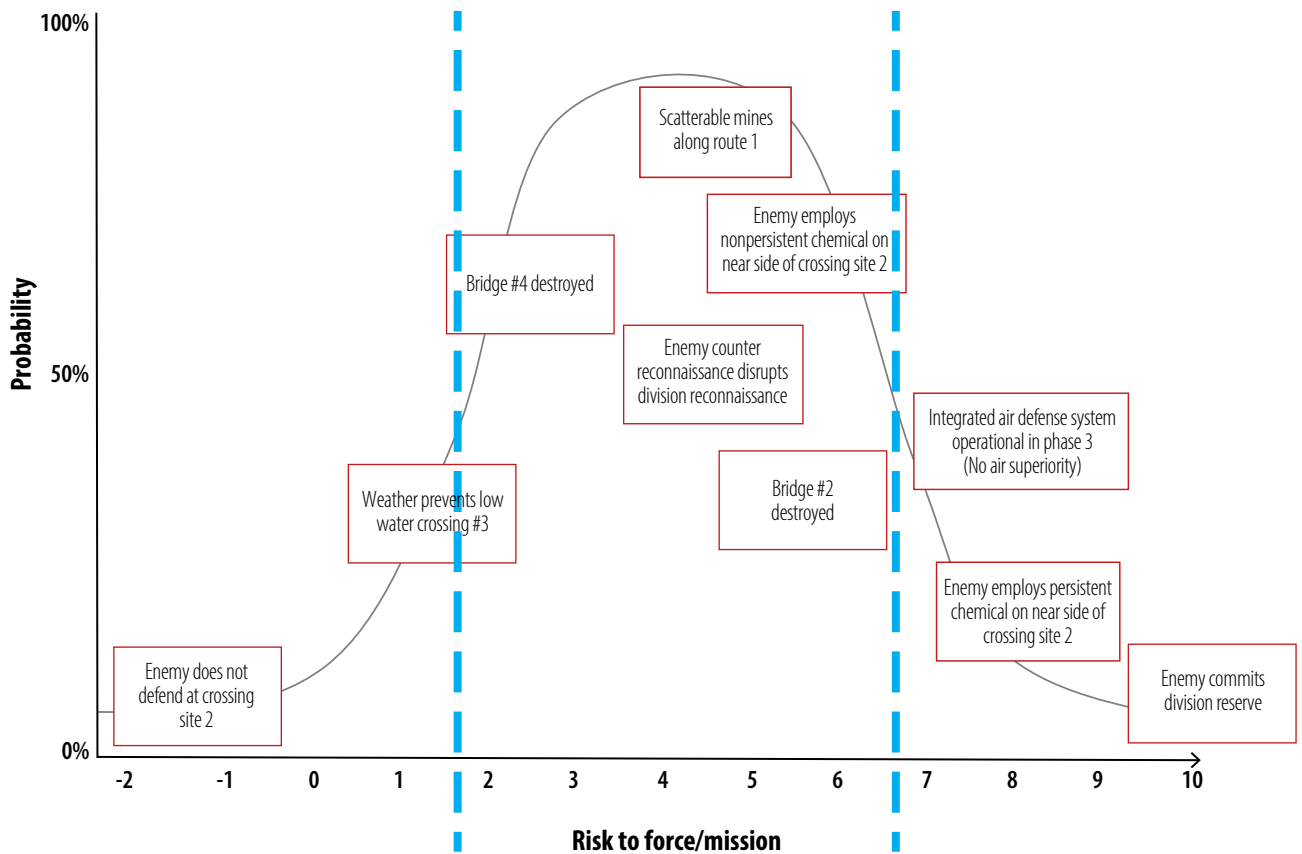 100%
Scatterable mines
along route 1
Enemy employs
nonpersistent chemical on
near side of crossing site 2
Bridge #4 destroyed
Enemy counter
reconnaissance disrupts
division reconnaissance
Probability
50%
Integrated air defense system
operational in phase 3
(No air superiority)
Bridge #2
destroyed
Weather prevents low
water crossing #3
Enemy employs persistent
chemical on near side of
crossing site 2
Enemy does not
defend at crossing
site 2
Enemy commits
division reserve
0%
-2 -1 0 1 2 3 4 5 6 7 8 9 10
Risk to force/mission